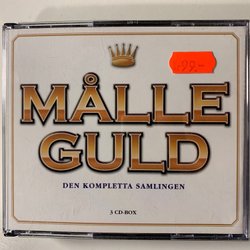 MÅLLE
GULD
DEN KOMPLETTA SAMLINGEN
3 CD-BOX